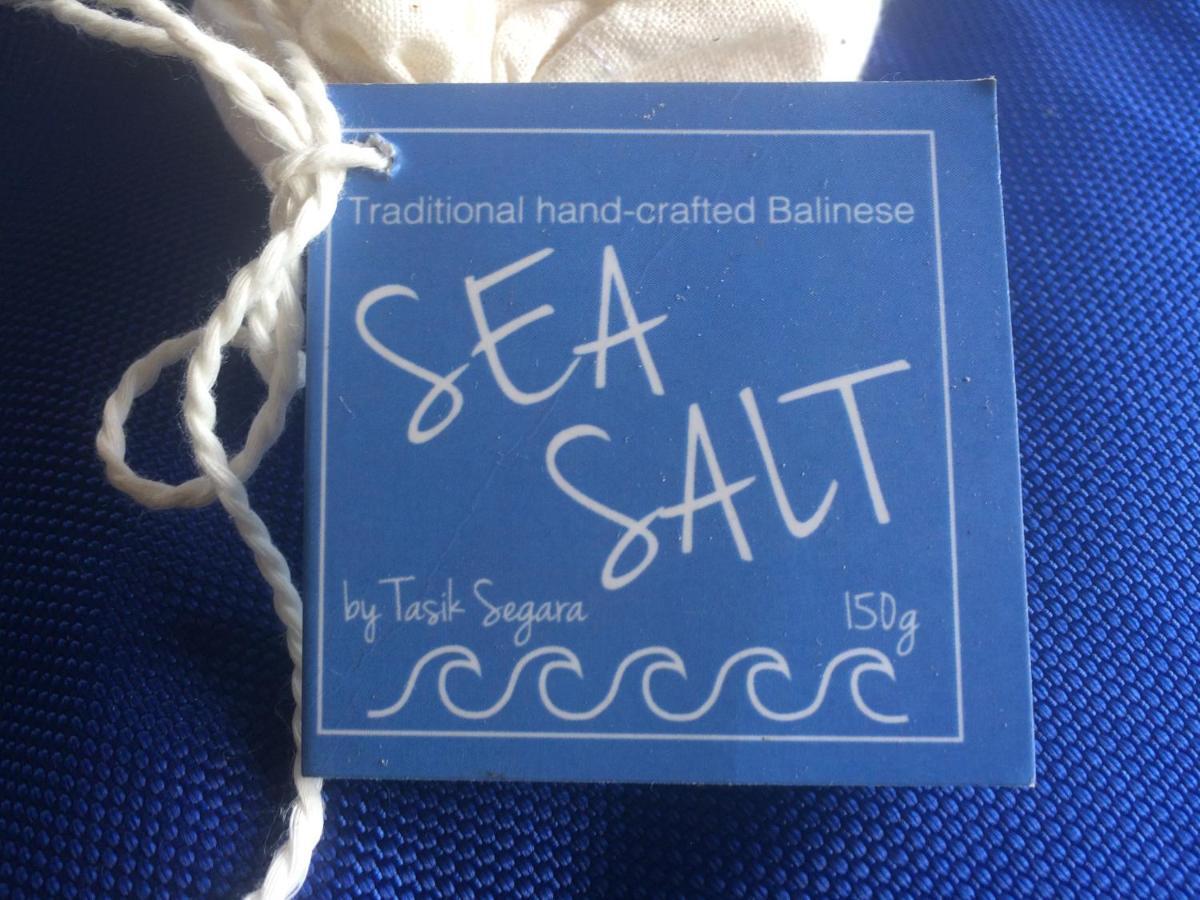 Traditional hand-crafted Balinese
SEA
SALT
by Tasik Segara
150g